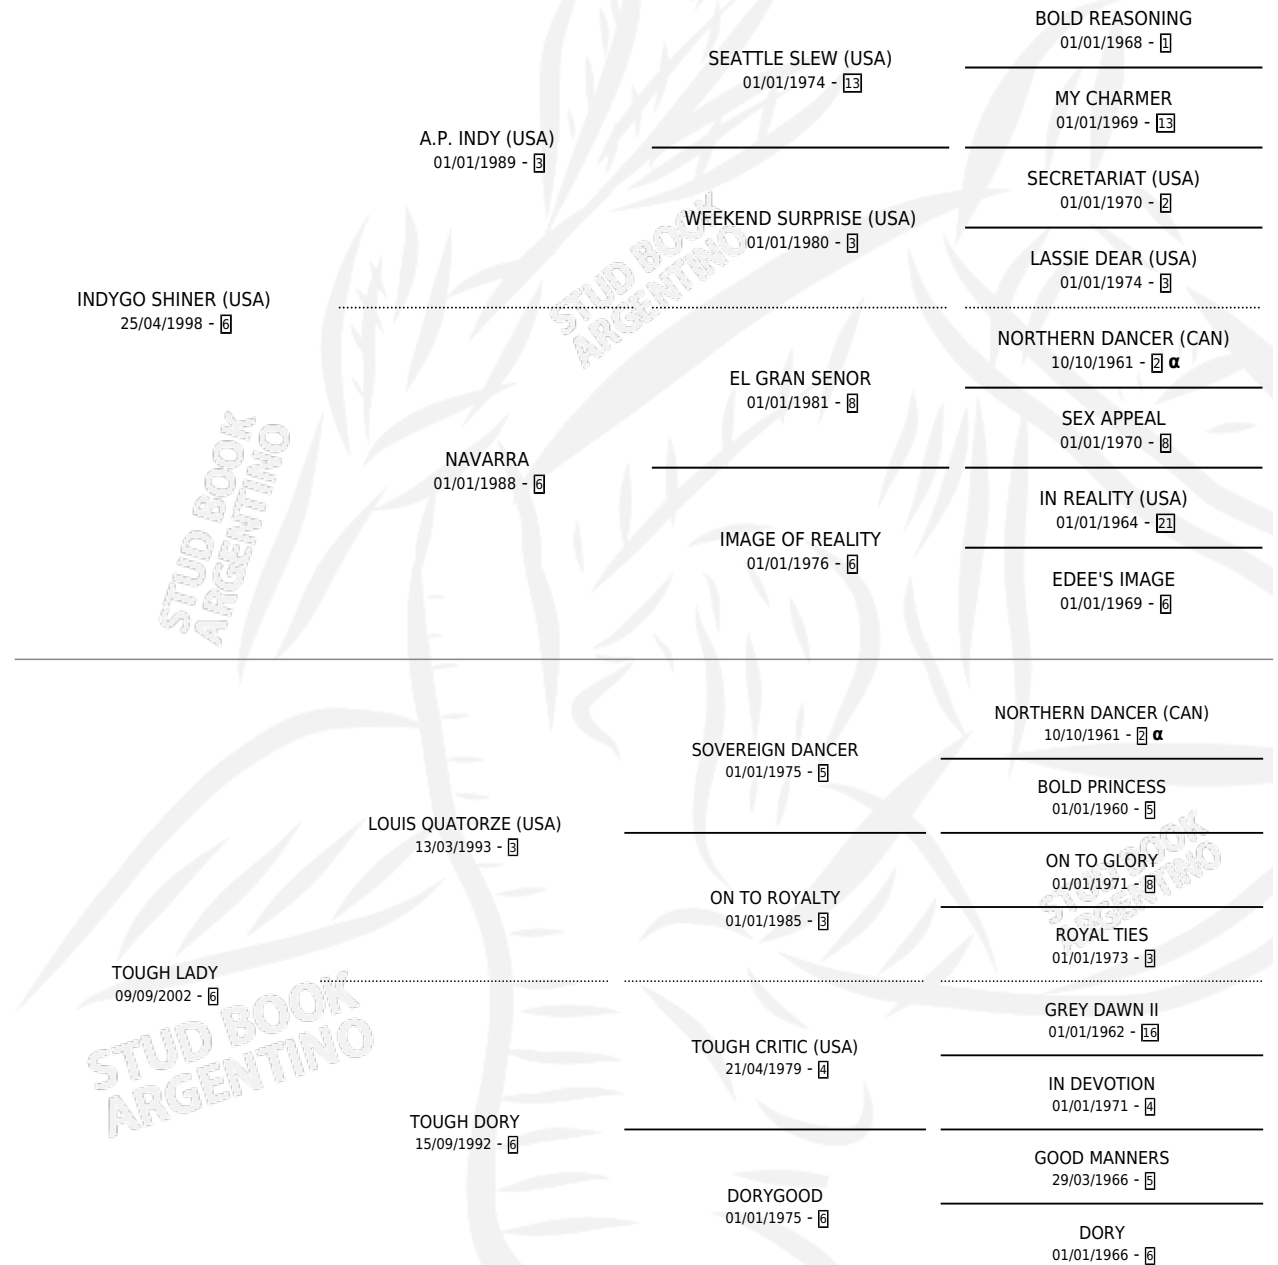 BOLD REASONING
01/01/1968 - 1
SEATTLE SLEW (USA)
01/01/1974 - 13
MY CHARMER
01/01/1969 - 13
A.P. INDY (USA)
01/01/1989 - 3
SECRETARIAT (USA)
01/01/1970 - 2
WEEKEND SURPRISE (USA)
01/01/1980 - 3
LASSIE DEAR (USA)
01/01/1974 - 3
INDYGO SHINER (USA)
25/04/1998 - 6
NORTHERN DANCER (CAN)
10/10/1961 - 2 α
EL GRAN SENOR
01/01/1981 - 8
SEX APPEAL
01/01/1970 - 8
NAVARRA
01/01/1988 - 6
IN REALITY (USA)
01/01/1964 - 21
IMAGE OF REALITY
01/01/1976 - 6
EDEE'S IMAGE
01/01/1969 - 6
NORTHERN DANCER (CAN)
10/10/1961 - 2 α
SOVEREIGN DANCER
01/01/1975 - 5
BOLD PRINCESS
01/01/1960 - 5
LOUIS QUATORZE (USA)
13/03/1993 - 3
ON TO GLORY
01/01/1971 - 8
ON TO ROYALTY
01/01/1985 - 3
ROYAL TIES
01/01/1973 - 3
TOUGH LADY
09/09/2002 - 6
GREY DAWN II
01/01/1962 - 16
TOUGH CRITIC (USA)
21/04/1979 - 4
IN DEVOTION
01/01/1971 - 4
TOUGH DORY
15/09/1992 - 6
GOOD MANNERS
29/03/1966 - 5
DORYGOOD
01/01/1975 - 6
DORY
01/01/1966 - 6
STUD BOOK
ARGENTINO
STUD BOOK
ARGENTINO
STUD BOOK
ARGENTINO
STUD BOOK
ARGENTINO